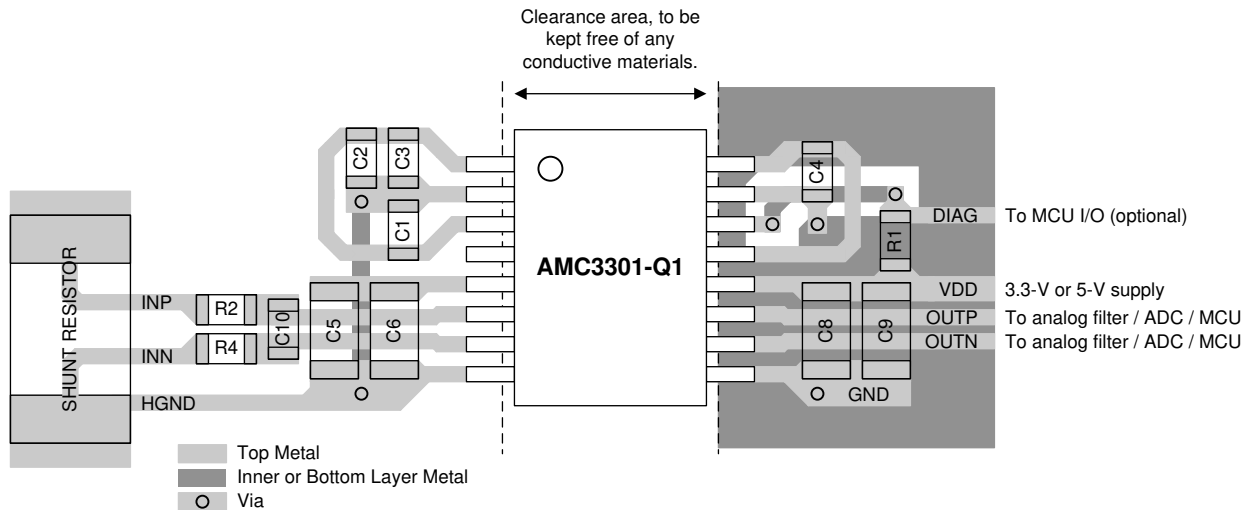 Clearance area, to be
kept free of any
conductive materials.
C2
C3
C1
C4
R1
DIAG
To MCU I/O (optional)
AMC3301-Q1
SHUNT RESISTOR
INP
R2
C10
C5
C6
C8
C9
VDD
3.3-V or 5-V supply
OUTP
To analog filter / ADC / MCU
INN
R4
OUTN
To analog filter / ADC / MCU
HGND
GND
Top Metal
Inner or Bottom Layer Metal
Via